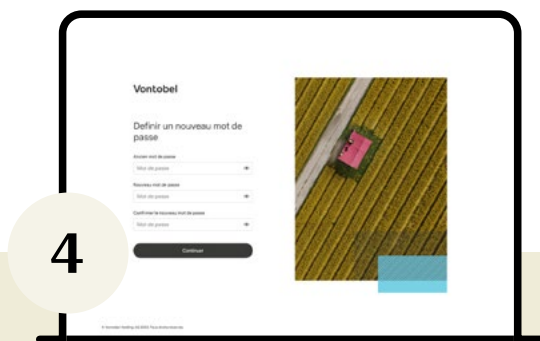 Vontobel
Definir un nouveau mot de
passe
Ancien mot de passe
Mot de passe
Nouveau mot de passe
Mot de passe
Confirmer le nouveau mot de passe
Mot de passe
Continuer
4